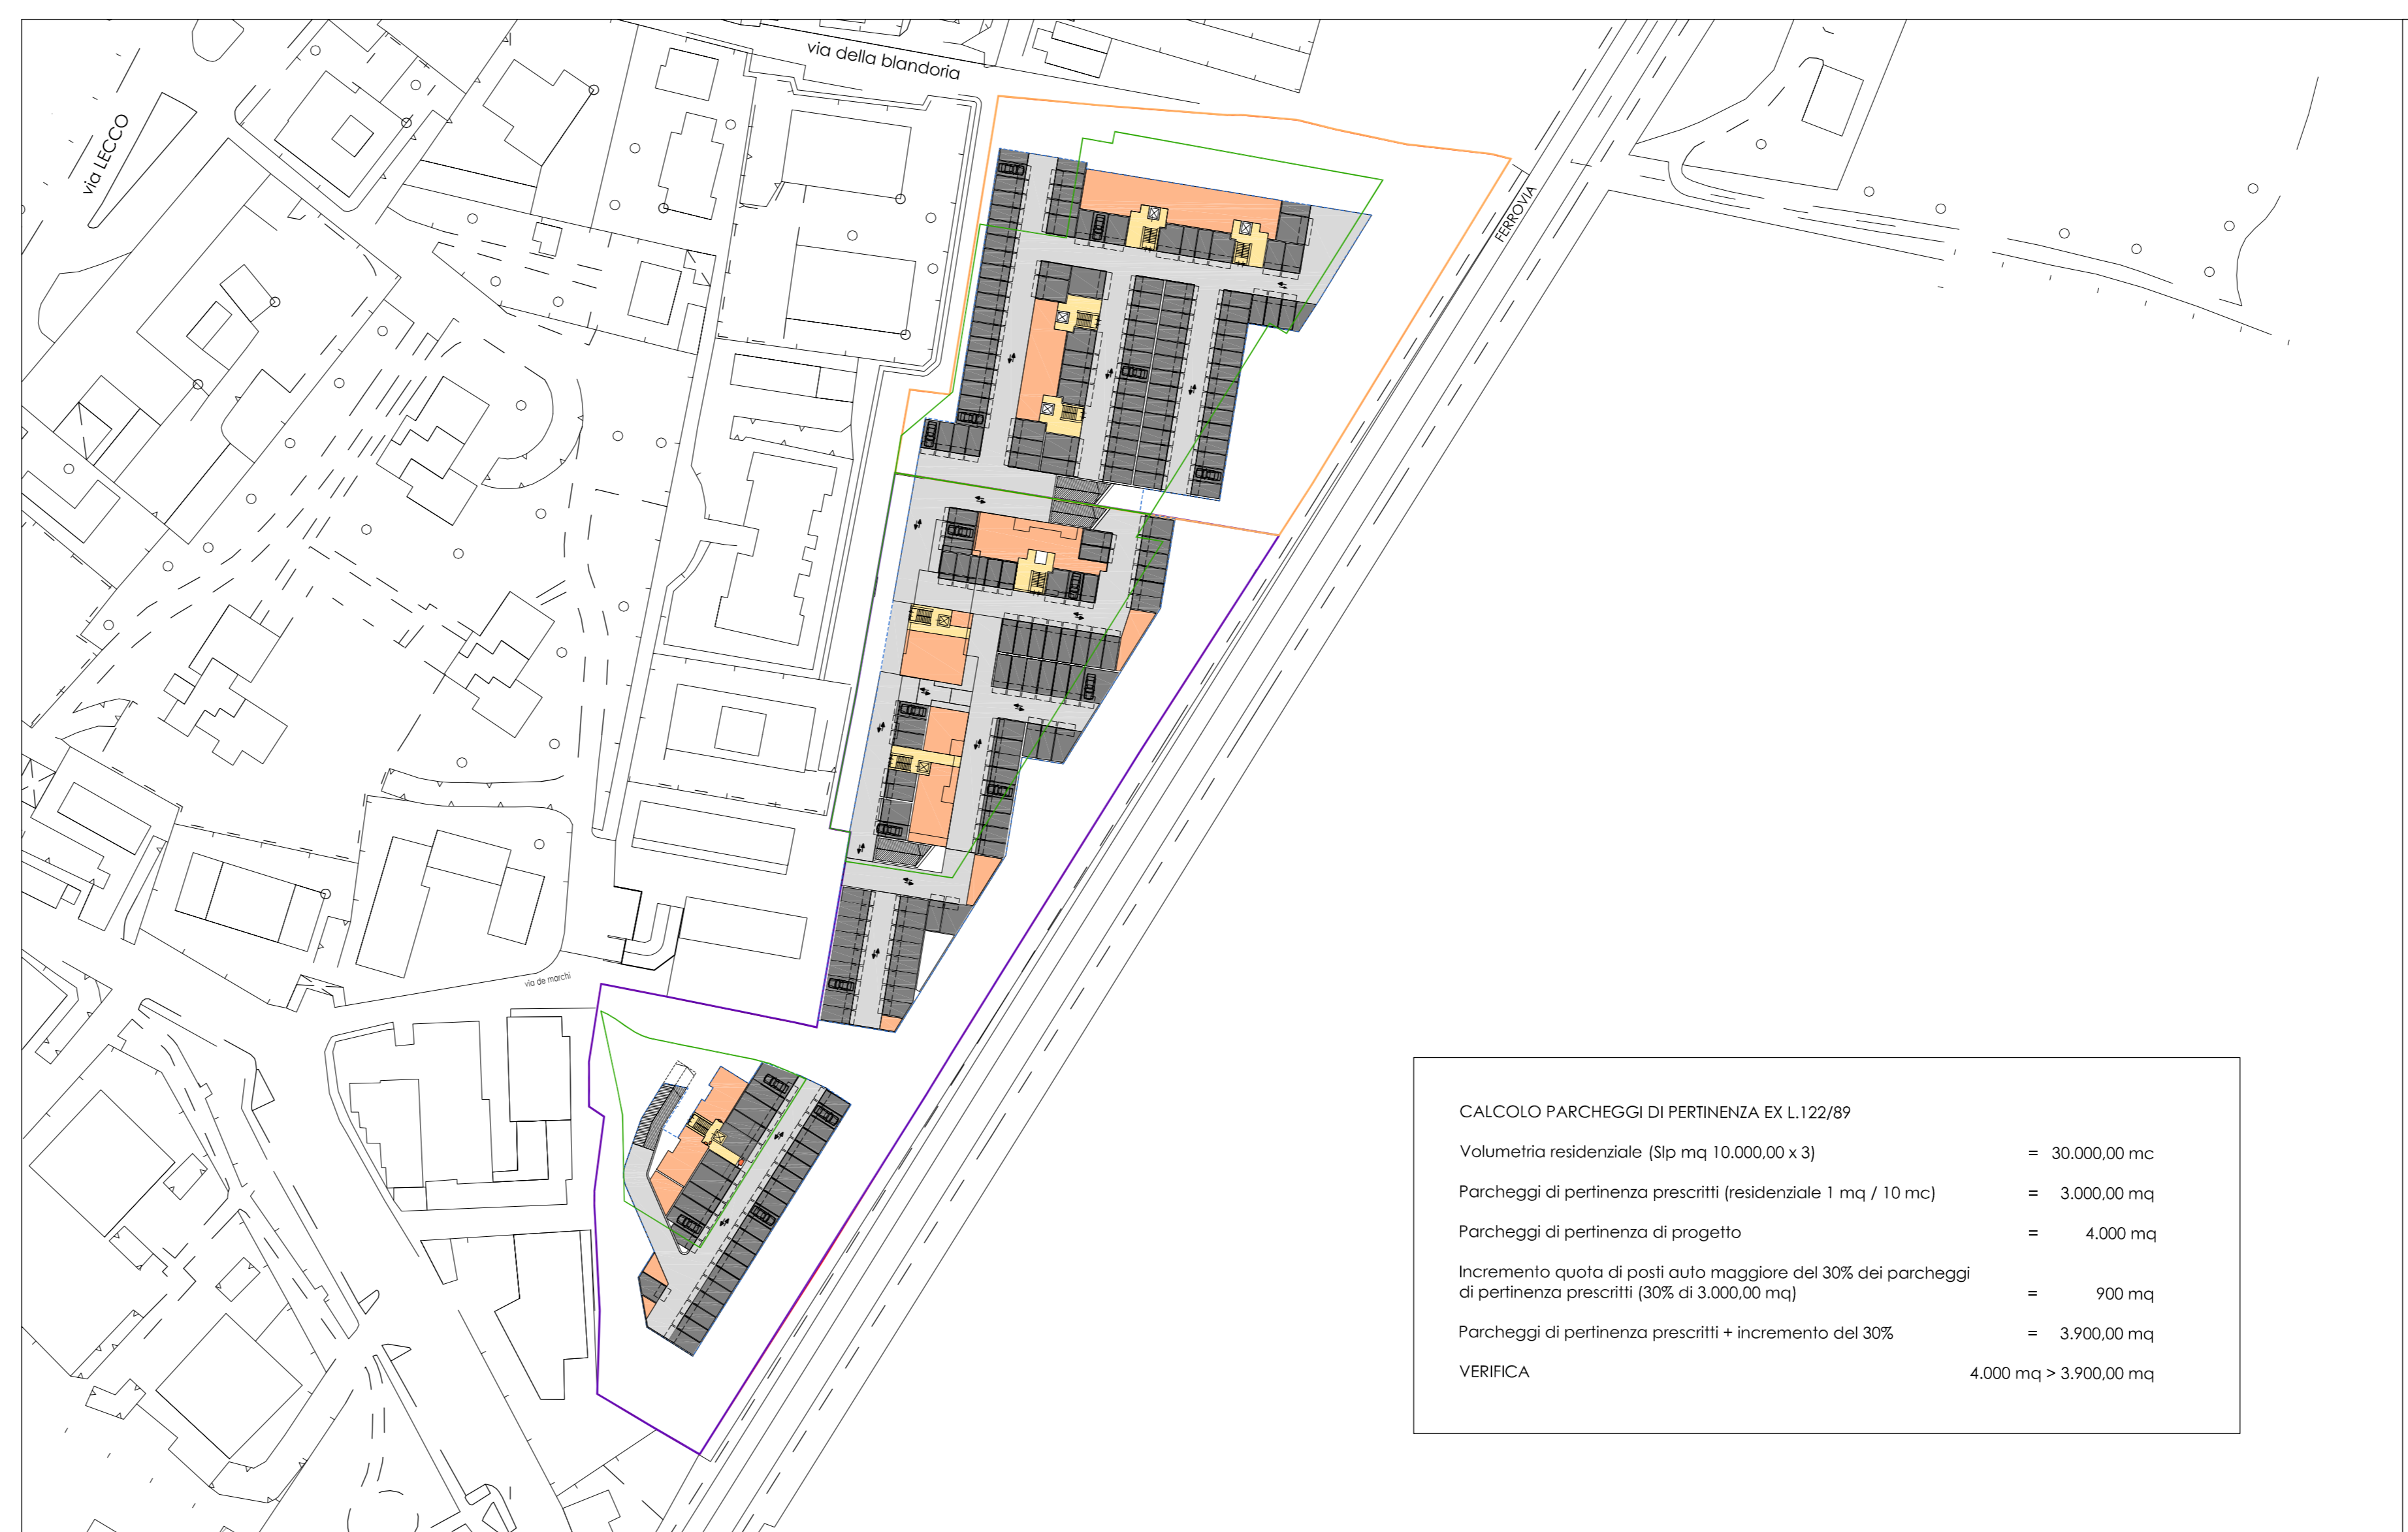 via della blandoria
via LECCO
FERROVIA
via de marchi
CALCOLO PARCHEGGI DI PERTINENZA EX L.122/89
Volumetria residenziale (Slp mq 10.000,00 x 3) = 30.000,00 mc
Parcheggi di pertinenza prescritti (residenziale 1 mq / 10 mc) = 3.000,00 mq
Parcheggi di pertinenza di progetto = 4.000 mq
Incremento quota di posti auto maggiore del 30% dei parcheggi
di pertinenza prescritti (30% di 3.000,00 mq) = 900 mq
Parcheggi di pertinenza prescritti + incremento del 30% = 3.900,00 mq
VERIFICA 4.000 mq > 3.900,00 mq